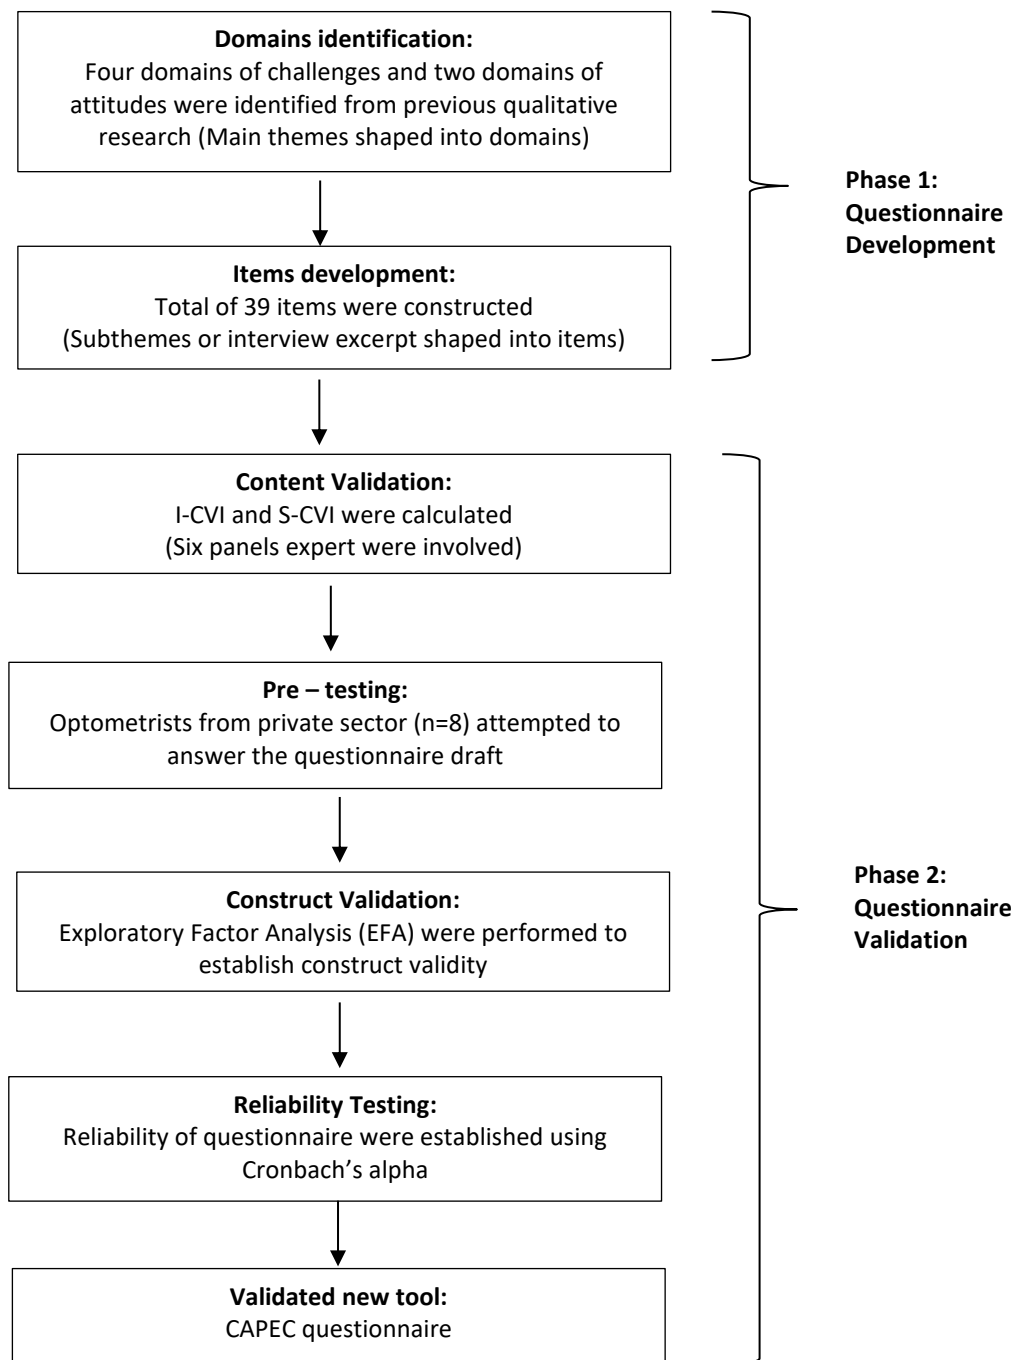 Domains identification:
Four domains of challenges and two domains of
attitudes were identified from previous qualitative
research (Main themes shaped into domains)
Phase 1:
Questionnaire
Development
Items development:
Total of 39 items were constructed
(Subthemes or interview excerpt shaped into items)
Content Validation:
I-CVI and S-CVI were calculated
(Six panels expert were involved)
Pre – testing:
Optometrists from private sector (n=8) attempted to
answer the questionnaire draft
Construct Validation:
Exploratory Factor Analysis (EFA) were performed to
establish construct validity
Phase 2:
Questionnaire
Validation
Reliability Testing:
Reliability of questionnaire were established using
Cronbach’s alpha
Validated new tool:
CAPEC questionnaire